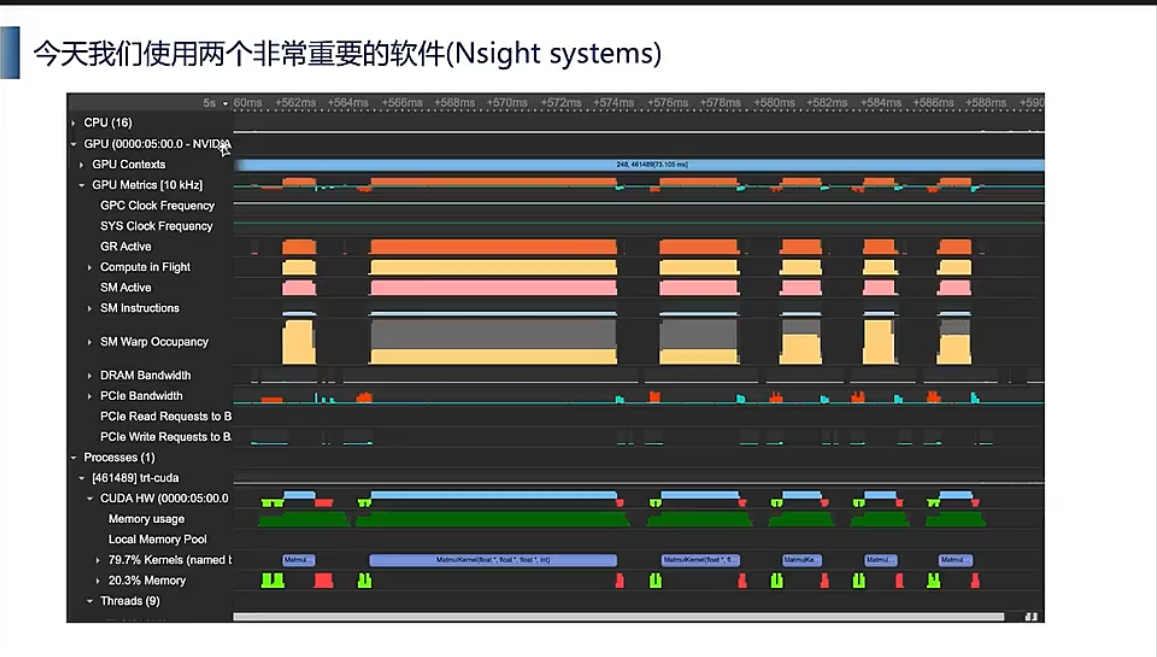 今天我们使用两个非常重要的软件(Nsight systems)
5s 60ms +562ms +564ms +566ms +568ms +570ms +572ms +574ms +576ms +578ms +580ms +582ms +584ms +586ms +588ms +590
CPU (16)
GPU (0000:05:00.0 - NVIDIA
GPU Contexts 248, 461489[73.105 ms]
GPU Metrics [10 kHz]
GPC Clock Frequency
SYS Clock Frequency
GR Active
Compute in Flight
SM Active
SM Instructions
SM Warp Occupancy
DRAM Bandwidth
PCIe Bandwidth
PCIe Read Requests to B
PCIe Write Requests to B.
Processes (1)
[461489] trt-cuda
CUDA HW (0000:05:00.0
Memory usage
Local Memory Pool
79.7% Kernels (named b Matmul... MatmulKernel(float *, float *, float *, int) MatmulKernel(float *, fl... MatmulKe... Matmul... Matmul...
20.3% Memory
Threads (9)